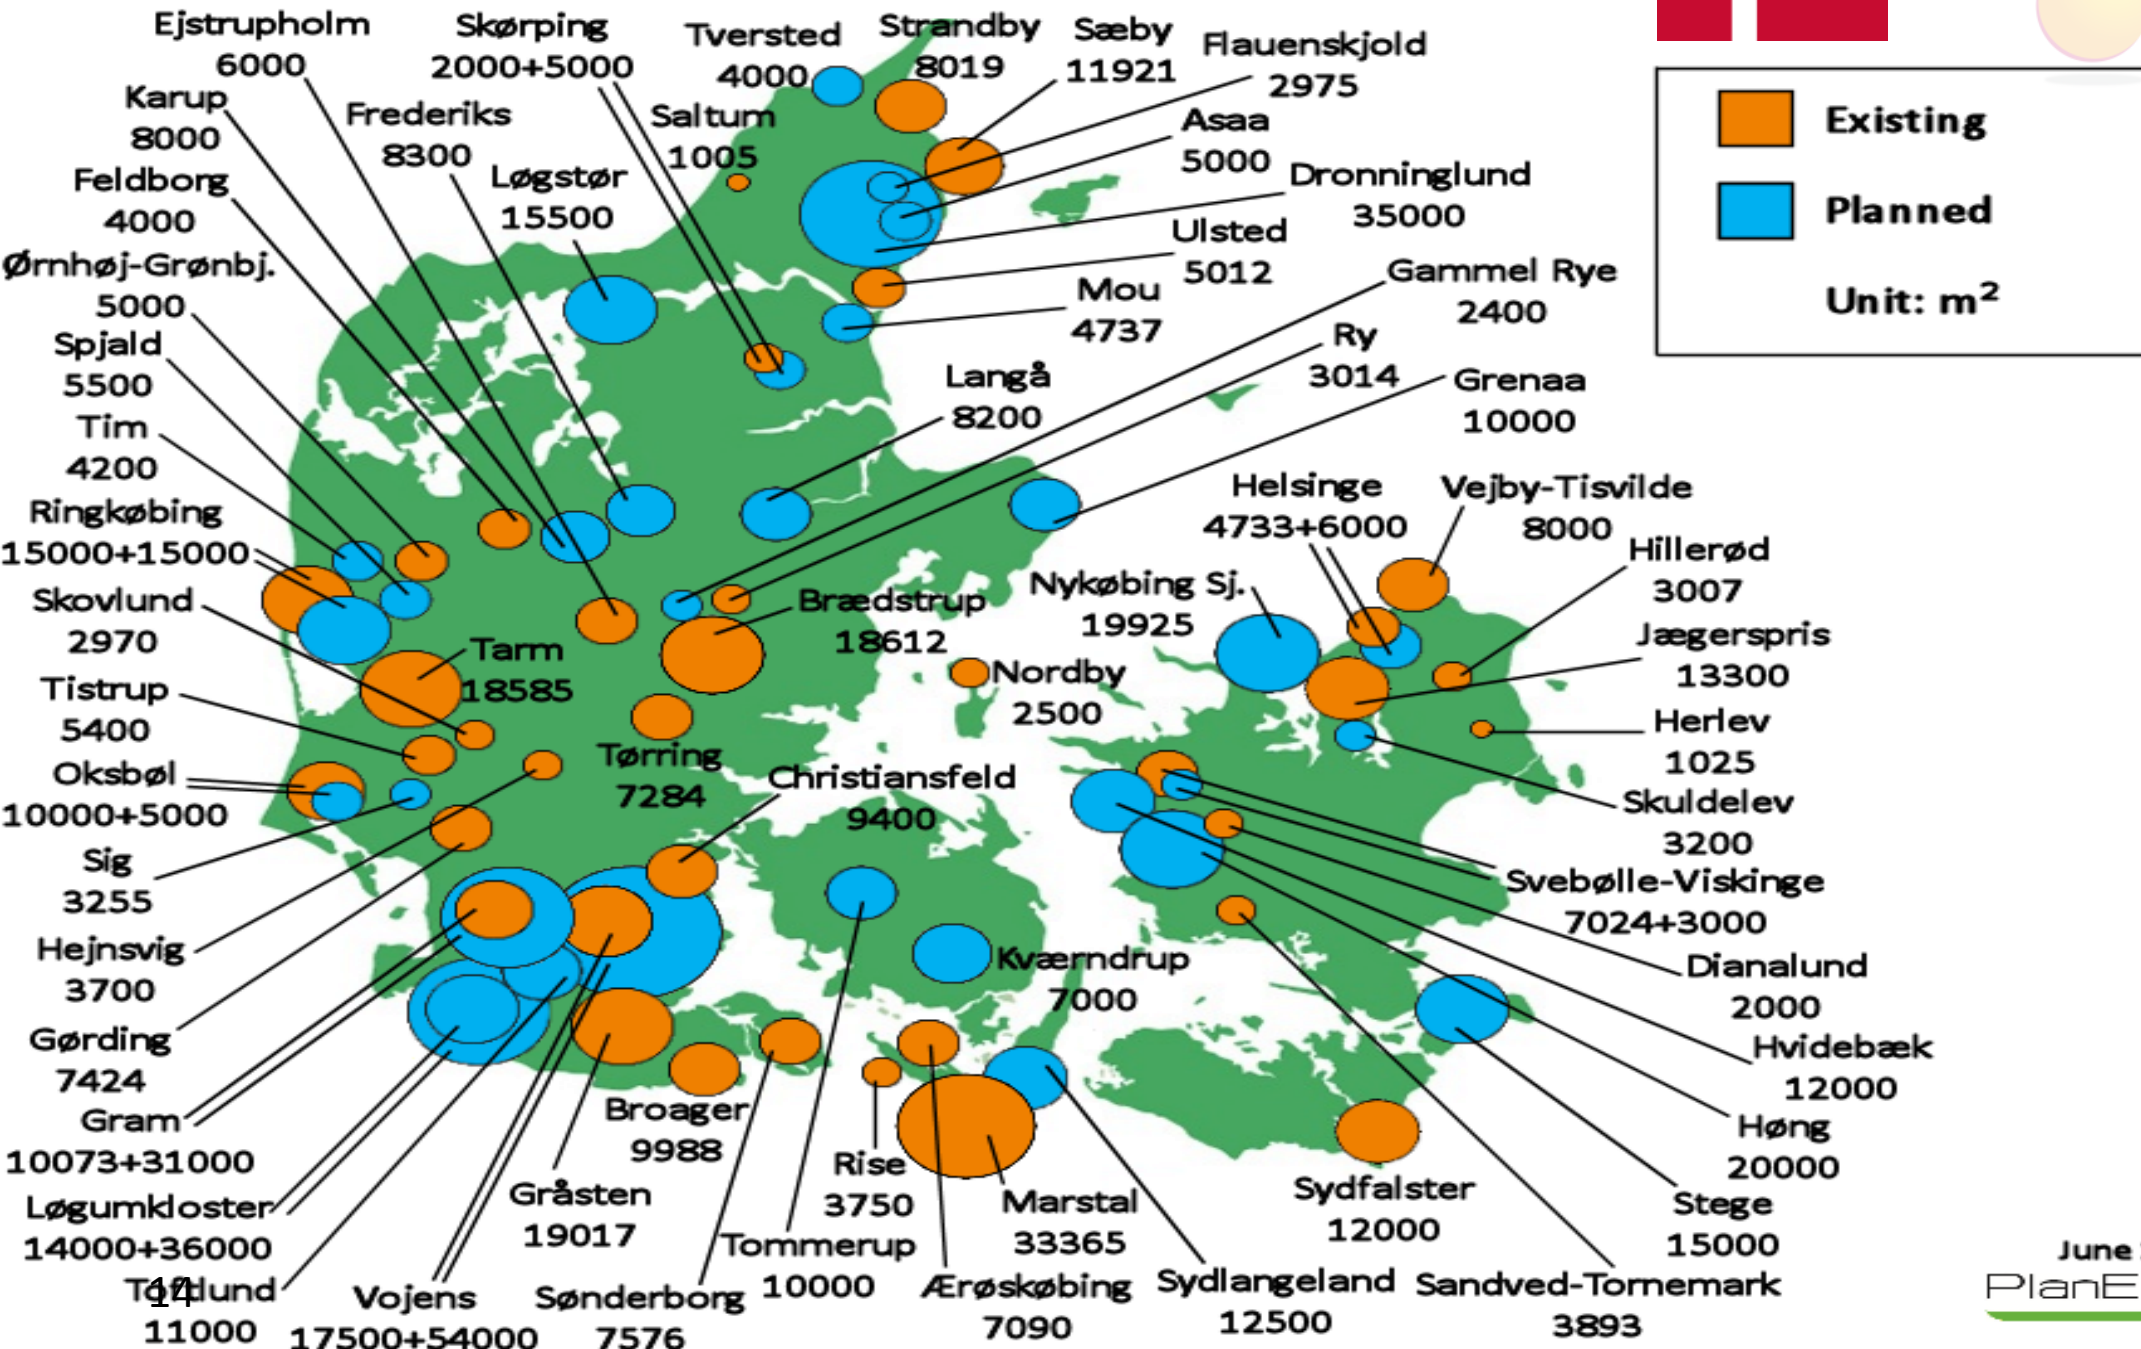 Ejstrupholm
6000
Skørping
2000+5000
Tversted
4000
Strandby
8019
Sæby
11921
Flauenskjold
2975
Karup
8000
Frederiks
8300
Saltum
1005
Asaa
5000
Feldborg
4000
Løgstør
15500
Dronninglund
35000
Ørnhøj-Grønbj.
5000
Ulsted
5012
Gammel Rye
2400
Mou
4737
Spjald
5500
Ry
3014
Langå
8200
Grenaa
10000
Tim
4200
Helsinge
4733+6000
Vejby-Tisvilde
8000
Ringkøbing
15000+15000
Hillerød
3007
Nykøbing Sj.
19925
Skovlund
2970
Brædstrup
18612
Jægerspris
13300
Tarm
18585
Nordby
2500
Tistrup
5400
Herlev
1025
Tørring
7284
Oksbøl
10000+5000
Christiansfeld
9400
Skuldelev
3200
Sig
3255
Svebølle-Viskinge
7024+3000
Hejnsvig
3700
Kværndrup
7000
Dianalund
2000
Gørding
7424
Hvidebæk
12000
Gram
10073+31000
Broager
9988
Høng
20000
Rise
3750
Løgumkloster
14000+36000
Gråsten
19017
Marstal
33365
Sydfalster
12000
Stege
15000
Tommerup
10000
Toftlund
11000
14
Vojens
17500+54000
Sønderborg
7576
Ærøskøbing
7090
Sydlangeland
12500
Sandved-Tornemark
3893
Existing
Planned
Unit: m²
June
PlanE